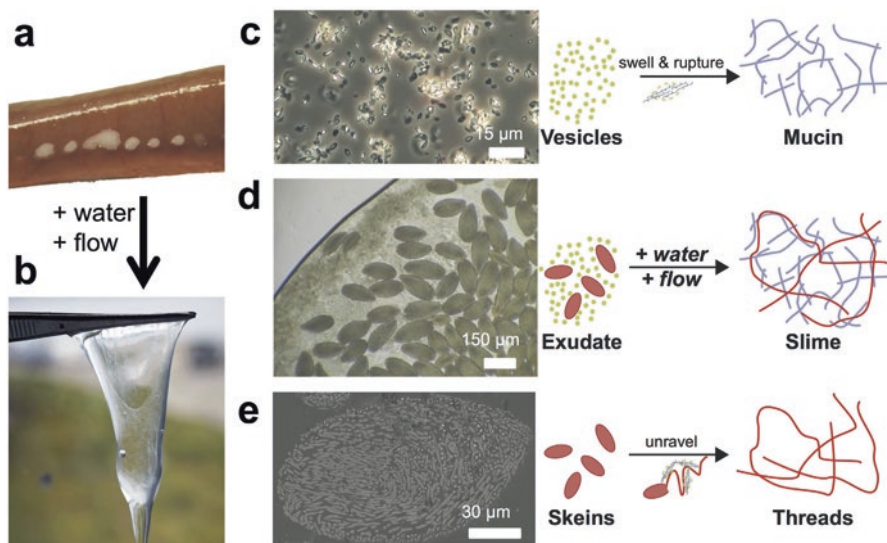 a
+ water
+ flow
b
c
15 µm
Vesicles
swell & rupture
Mucin
d
150 µm
Exudate
+ water
+ flow
Slime
e
30 µm
Skeins
unravel
Threads